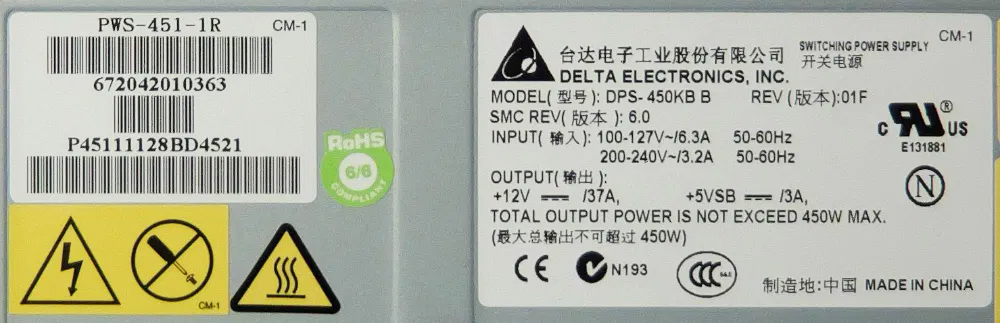 PWS-451-1R
CM-1
672042010363
P45111128BD4521
RoHS
6/6
COMPLIANT
CM-1
台达电子工业股份有限公司
DELTA ELECTRONICS, INC.
SWITCHING POWER SUPPLY
开关电源
CM-1
MODEL(型号): DPS-450KB B REV(版本):01F
SMC REV(版本): 6.0
INPUT(输入): 100-127V~/6.3A 50-60Hz
200-240V~/3.2A 50-60Hz
OUTPUT(输出):
+12V /37A, +5VSB /3A,
TOTAL OUTPUT POWER IS NOT EXCEED 450W MAX.
(最大总输出不可超过 450W)
c RU ® US
E131881
N
CE
N193
CCC S&E
制造地:中国 MADE IN CHINA